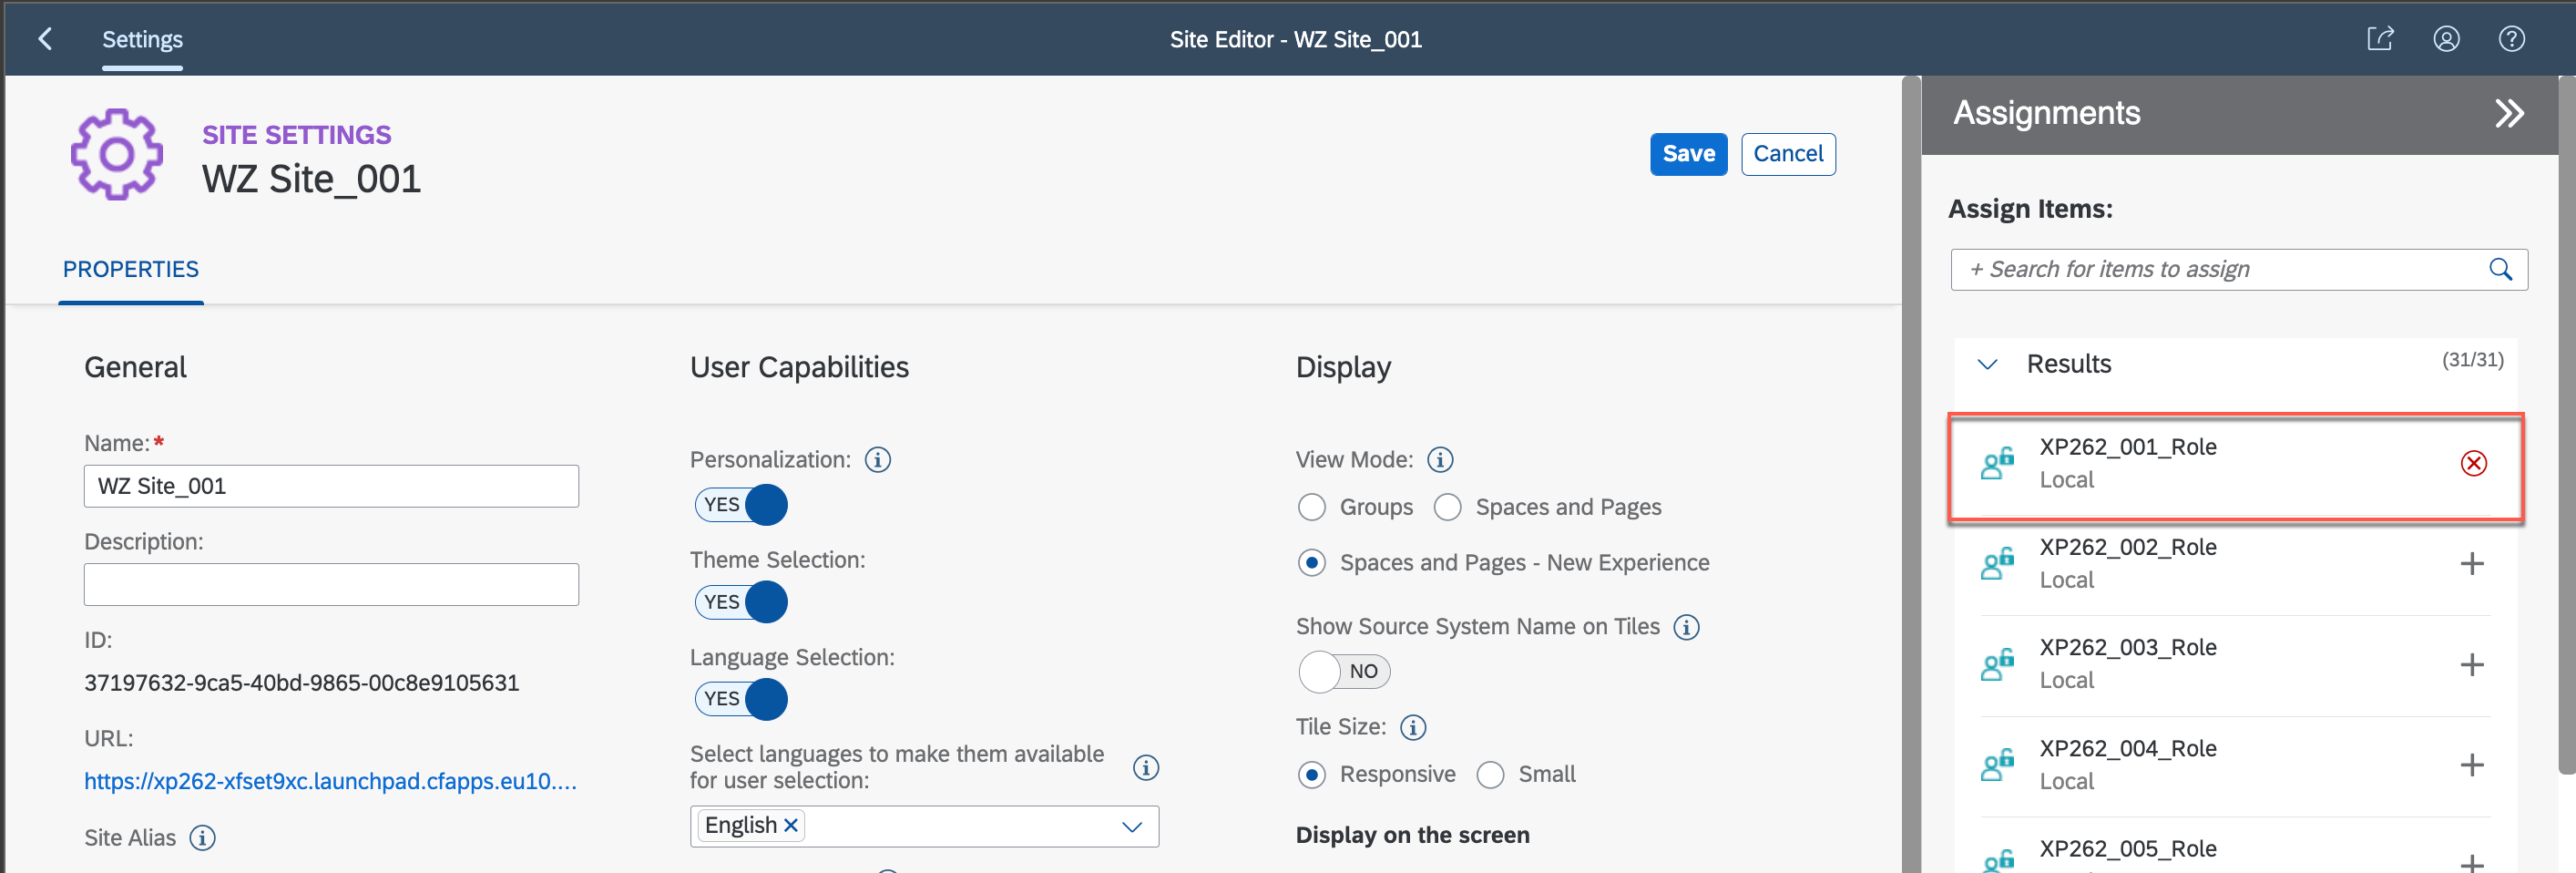 Settings
Site Editor - WZ Site_001
SITE SETTINGS
WZ Site_001
Save
Cancel
PROPERTIES
General
Name:*
WZ Site_001
Description:
ID:
37197632-9ca5-40bd-9865-00c8e9105631
URL:
https://xp262-xfset9xc.launchpad.cfapps.eu10....
Site Alias
User Capabilities
Personalization:
YES
Theme Selection:
YES
Language Selection:
YES
Select languages to make them available
for user selection:
English
Display
View Mode:
Groups
Spaces and Pages
Spaces and Pages - New Experience
Show Source System Name on Tiles
NO
Tile Size:
Responsive
Small
Display on the screen
Assignments
Assign Items:
+ Search for items to assign
Results
(31/31)
XP262_001_Role
Local
XP262_002_Role
Local
XP262_003_Role
Local
XP262_004_Role
Local
XP262_005_Role